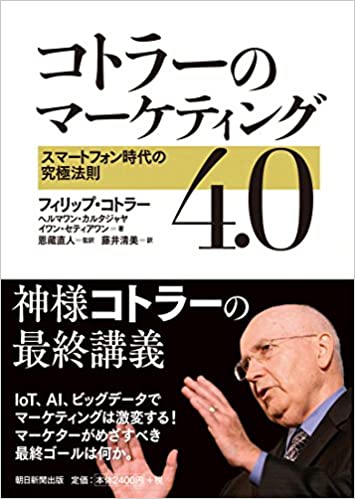 コトラーの
マーケティング
4.0
スマートフォン時代の
究極法則
フィリップ・コトラー
ヘルマワン・カルタジャヤ
イワン・セティアワン─著
恩藏直人─監訳 藤井清美─訳
神様コトラーの
最終講義
IoT、AI、ビッグデータで
マーケティングは激変する!
マーケターがめざすべき
最終ゴールは何か。
朝日新聞出版 定価:本体2400円+税